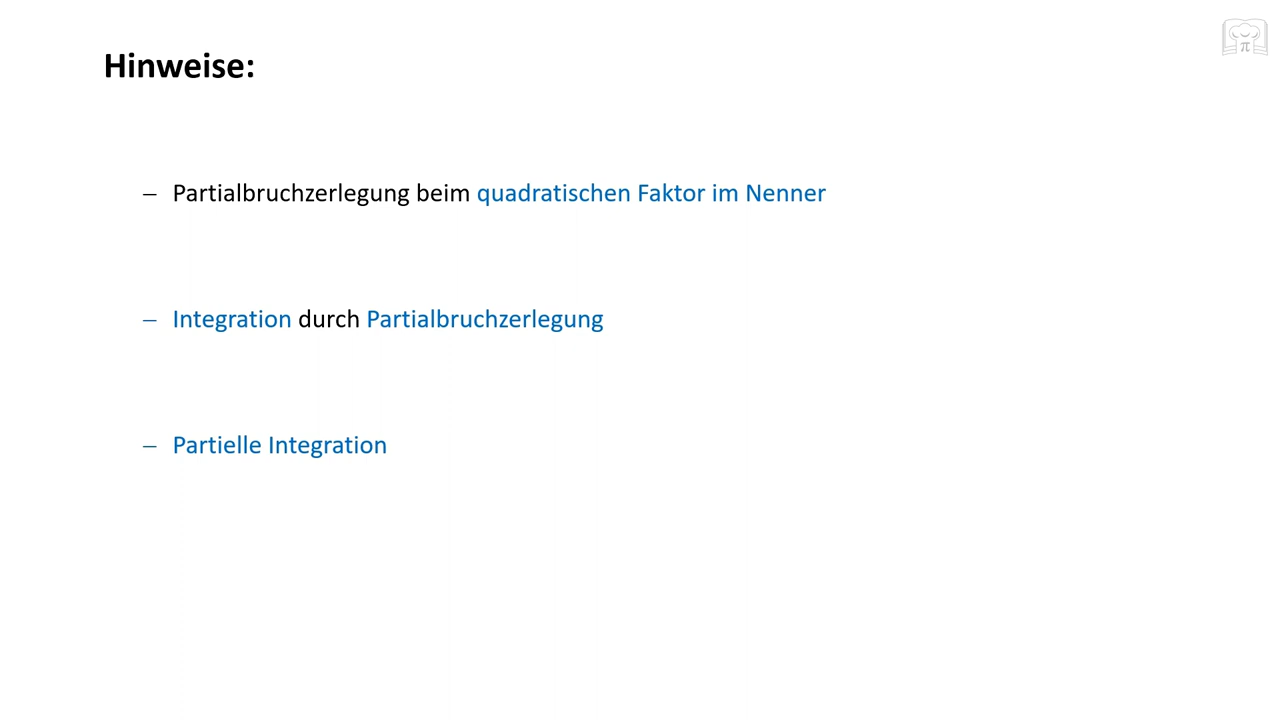 Hinweise:
– Partialbruchzerlegung beim quadratischen Faktor im Nenner
– Integration durch Partialbruchzerlegung
– Partielle Integration
π